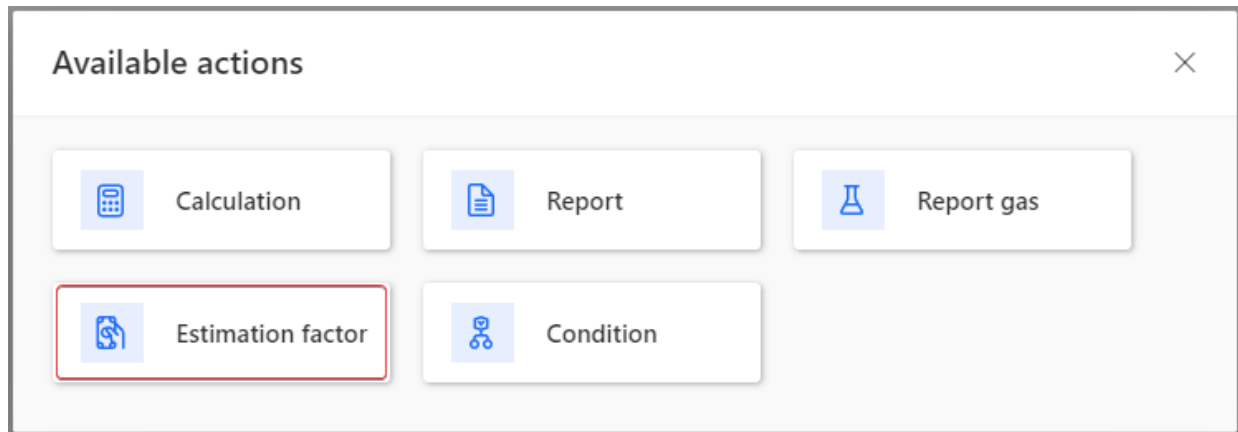 Available actions
Calculation
Report
Report gas
Estimation factor
Condition